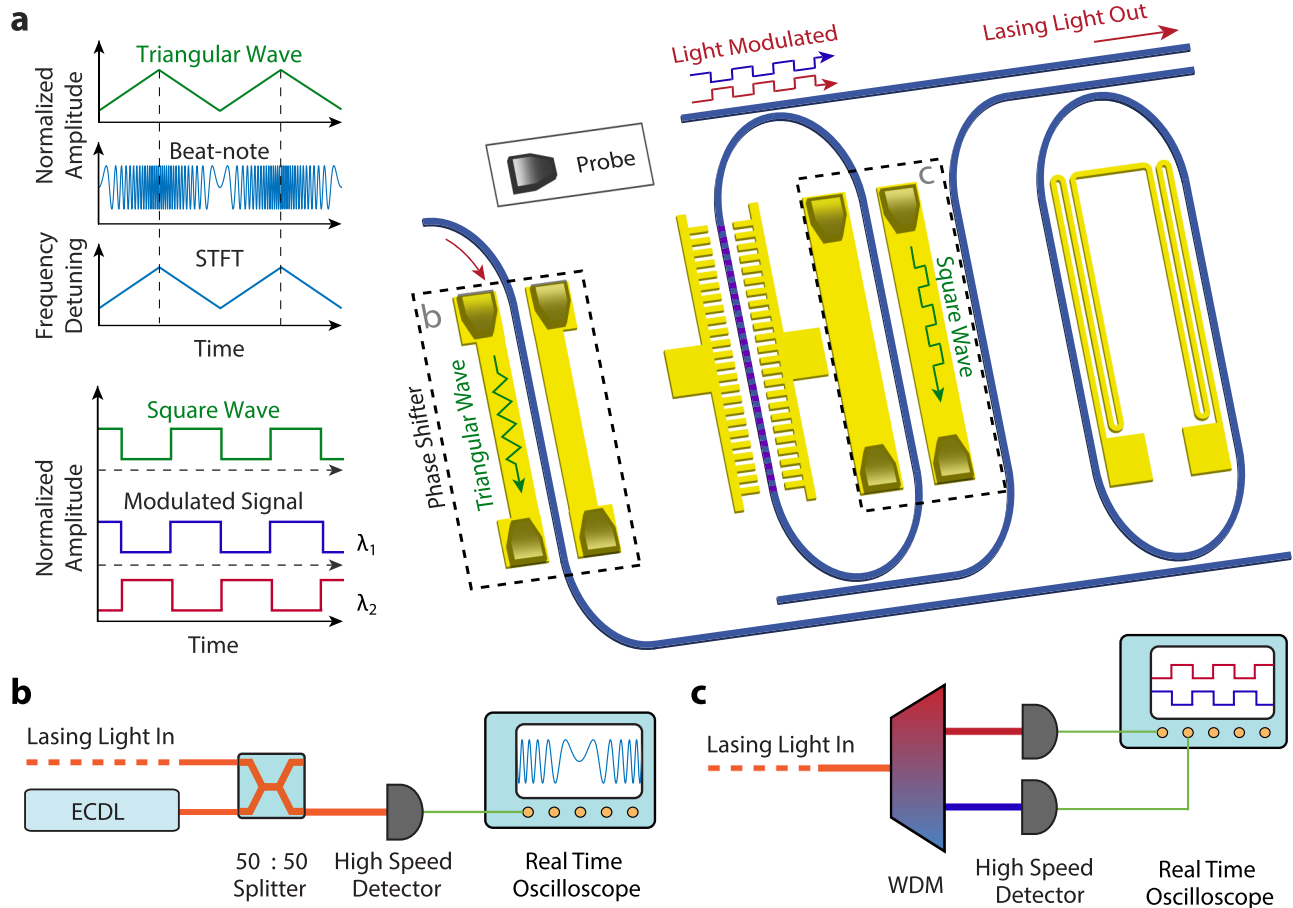 a
Triangular Wave
Normalized
Amplitude
Beat-note
STFT
Frequency
Detuning
Time
Square Wave
Normalized
Amplitude
Modulated Signal
λ1
λ2
Time
Light Modulated
Lasing Light Out
Probe
b
Phase Shifter
Triangular Wave
c
Square Wave
b
Lasing Light In
ECDL
50 : 50
Splitter
High Speed
Detector
Real Time
Oscilloscope
c
Lasing Light In
WDM
High Speed
Detector
Real Time
Oscilloscope